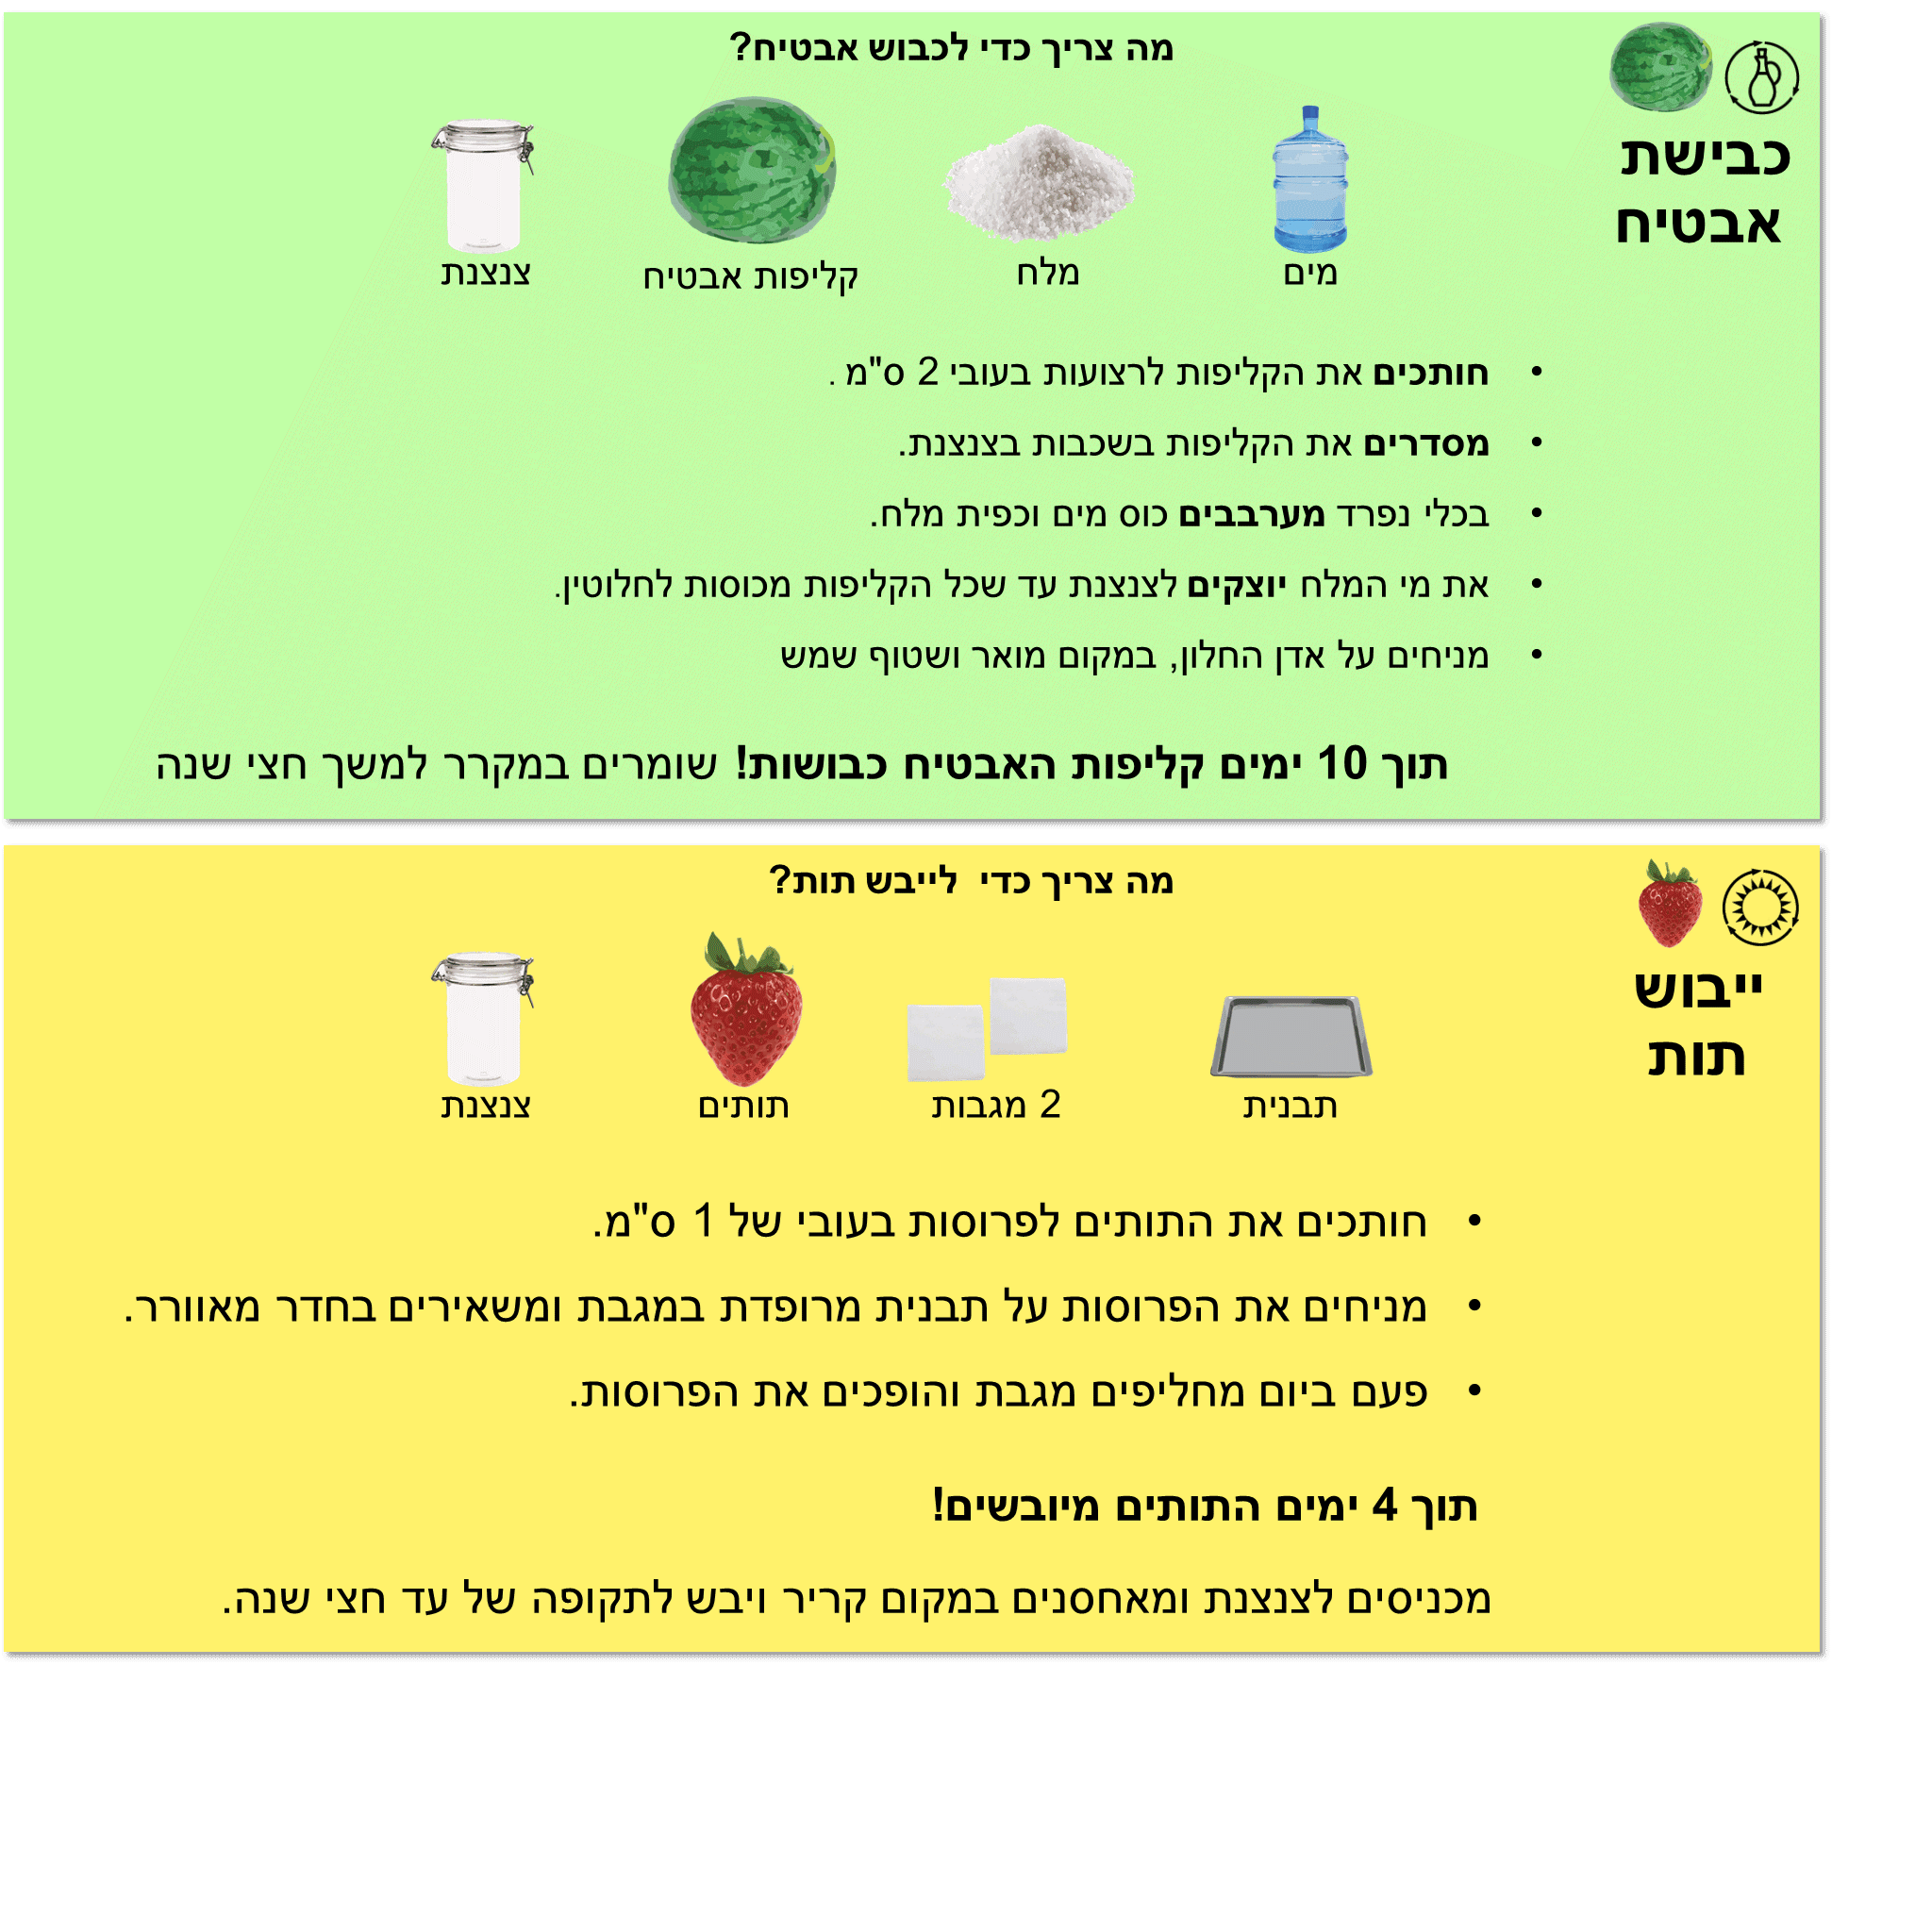 כבישת
אבטיח
מה צריך כדי לכבוש אבטיח?
מים
מלח
קליפות אבטיח
צנצנת
• חותכים את הקליפות לרצועות בעובי 2 ס"מ .
• מסדרים את הקליפות בשכבות בצנצנת.
• בכלי נפרד מערבבים כוס מים וכפית מלח.
• את מי המלח יוצקים לצנצנת עד שכל הקליפות מכוסות לחלוטין.
• מניחים על אדן החלון, במקום מואר ושטוף שמש
תוך 10 ימים קליפות האבטיח כבושות! שומרים במקרר למשך חצי שנה
ייבוש
תות
מה צריך כדי לייבש תות?
תבנית
2 מגבות
תותים
צנצנת
• חותכים את התותים לפרוסות בעובי של 1 ס"מ.
• מניחים את הפרוסות על תבנית מרופדת במגבת ומשאירים בחדר מאוורר.
• פעם ביום מחליפים מגבת והופכים את הפרוסות.
תוך 4 ימים התותים מיובשים!
מכניסים לצנצנת ומאחסנים במקום קריר ויבש לתקופה של עד חצי שנה.